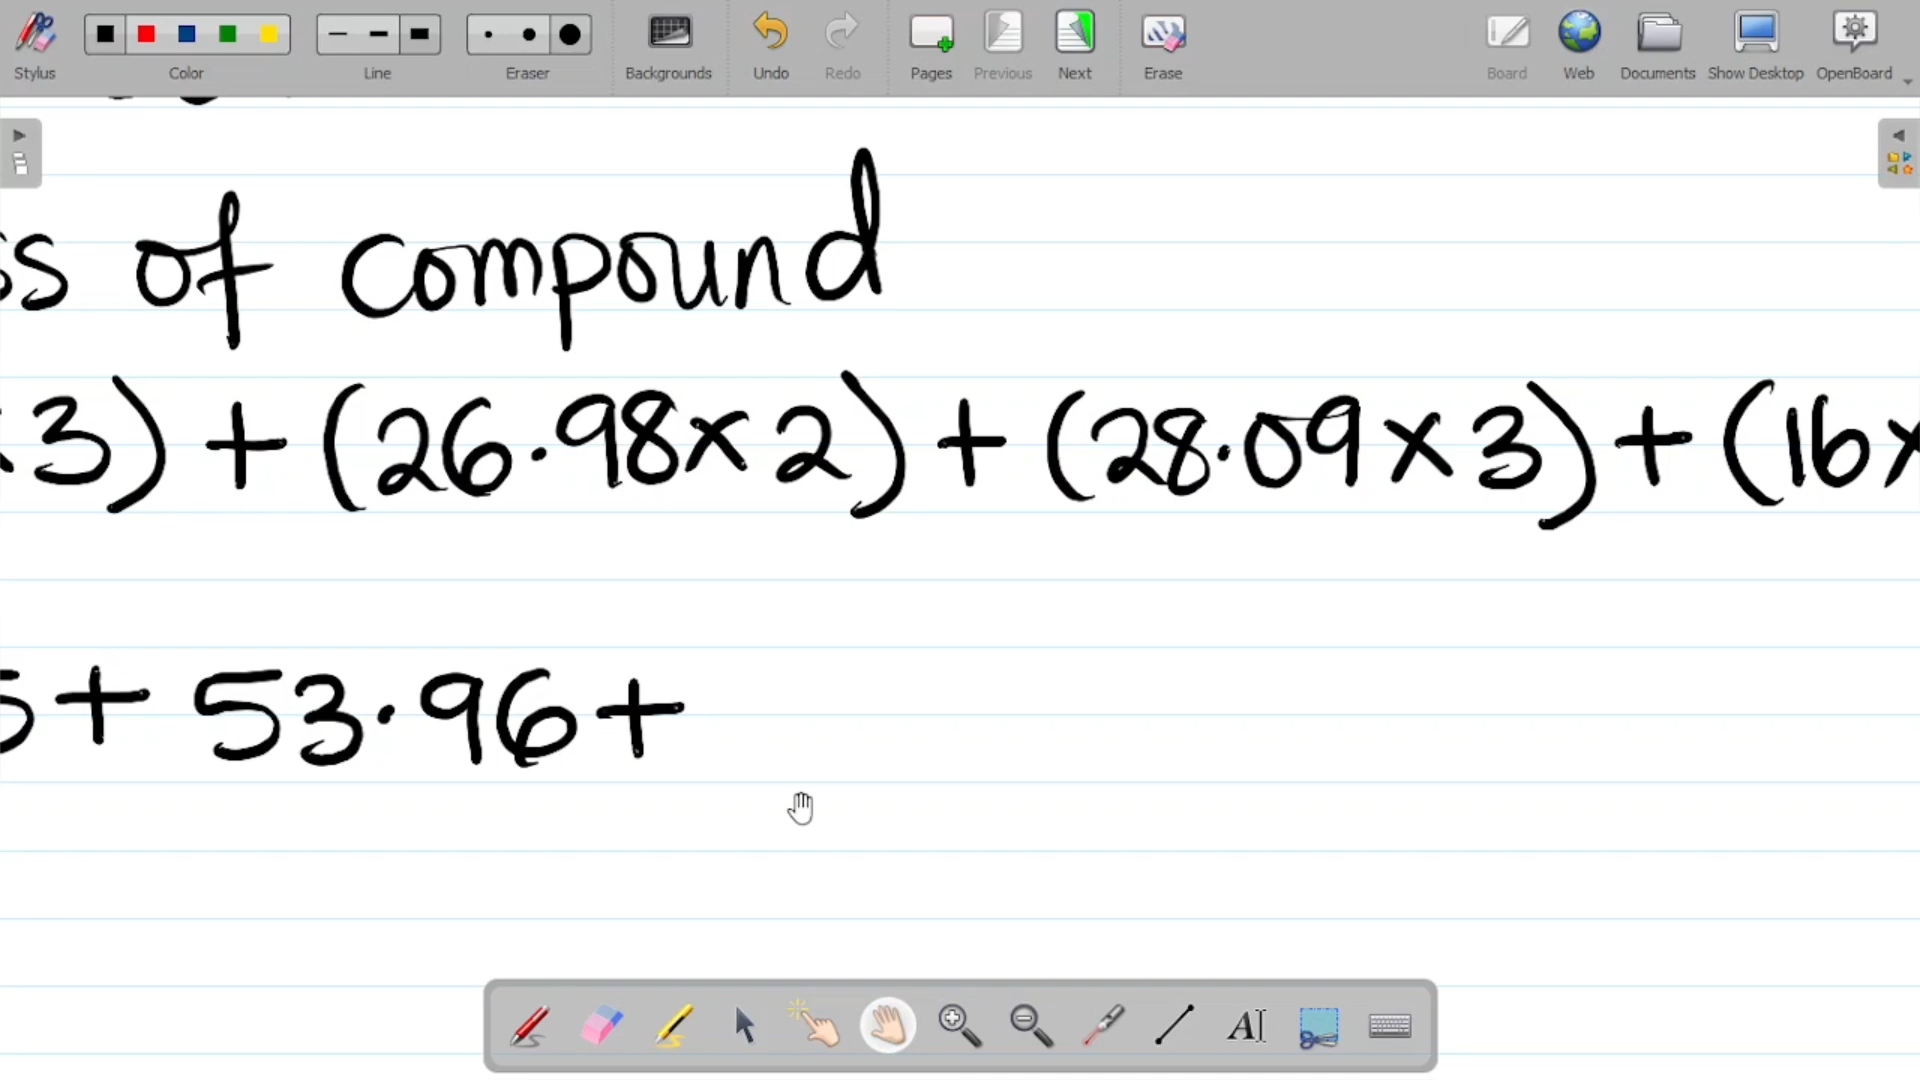 Stylus
Color
Line
Eraser
Backgrounds
Undo
Redo
Pages
Previous
Next
Erase
Board
Web
Documents
Show Desktop
OpenBoard
of compound
3) + (26.98×2) + (28.09×3) + (16×
+ 53.96 +
AI